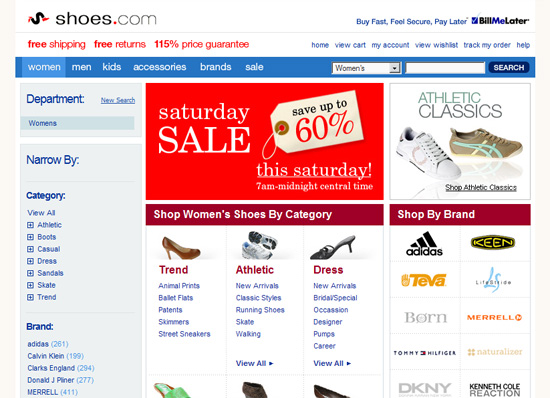 shoes.com
Buy Fast, Feel Secure, Pay Later BillMeLater
free shipping free returns 115% price guarantee
home view cart my account view wishlist track my order help
women men kids accessories brands sale
Women's SEARCH
Department: New Search
Womens
Narrow By:
Category:
View All
Athletic
Boots
Casual
Dress
Sandals
Skate
Trend
Brand:
adidas (261)
Calvin Klein (199)
Clarks England (294)
Donald J Pliner (277)
MERRELL (411)
saturday
SALE
save up to
60%
this saturday!
7am-midnight central time
ATHLETIC
CLASSICS
Shop Athletic Classics
Shop Women's Shoes By Category
Trend
Animal Prints
Ballet Flats
Patents
Skimmers
Street Sneakers
Athletic
New Arrivals
Classic Styles
Running Shoes
Skate
Walking
View All
Dress
New Arrivals
Bridal/Special
Occassion
Designer
Pumps
Career
View All
Shop By Brand
adidas
KEEN
Teva
LifeStride
Børn
MERRELL
TOMMY HILFIGER
naturalizer
DKNY
KENNETH COLE
REACTION